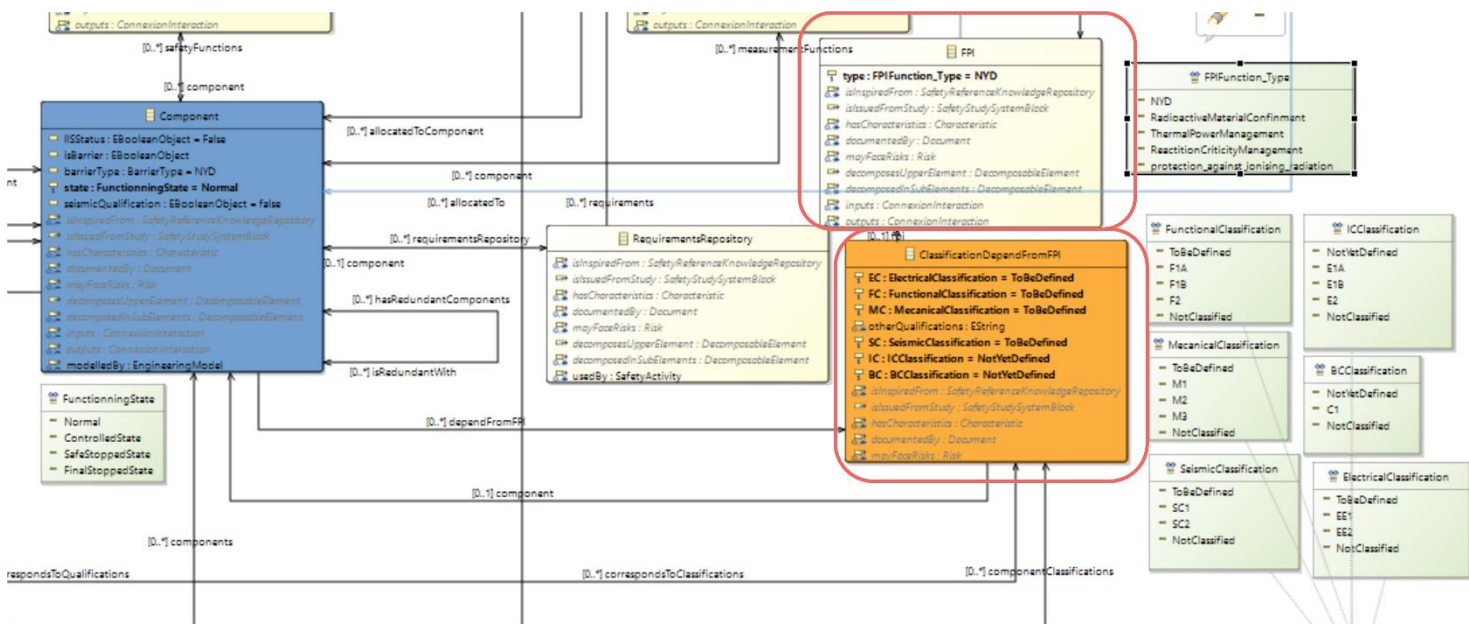 outputs : ConnexionInteraction
outputs : ConnexionInteraction
[0..*] safetyFunctions
[0..*] measurementFunctions
[0..*] component
Component
IISStatus : EBooleanObject = False
isBarrier : EBooleanObject
barrierType : BarrierType = NYD
state : FunctionningState = Normal
seismicQualification : EBooleanObject = false
isInspiredFrom : SafetyReferenceKnowledgeRepository
isIssuedFromStudy : SafetyStudySystemBlock
hasCharacteristics : Characteristic
documentedBy : Document
mayFaceRisks : Risk
decomposesUpperElement : DecomposableElement
decomposedInSubElements : DecomposableElement
inputs : ConnexionInteraction
outputs : ConnexionInteraction
modelledBy : EngineeringModel
[0..*] allocatedToComponent
[0..*] component
[0..*] allocatedTo
[0..*] requirements
[0..*] requirementsRepository
[0..1] component
[0..*] hasRedundantComponents
[0..*] isRedundantWith
FPI
type : FPIFunction_Type = NYD
isInspiredFrom : SafetyReferenceKnowledgeRepository
isIssuedFromStudy : SafetyStudySystemBlock
hasCharacteristics : Characteristic
documentedBy : Document
mayFaceRisks : Risk
decomposesUpperElement : DecomposableElement
decomposedInSubElements : DecomposableElement
inputs : ConnexionInteraction
outputs : ConnexionInteraction
[0..1]
FPIFunction_Type
NYD
RadioactiveMaterialConfinment
ThermalPowerManagement
ReactitionCriticityManagement
protection_against_ionising_radiation
RequirementsRepository
isInspiredFrom : SafetyReferenceKnowledgeRepository
isIssuedFromStudy : SafetyStudySystemBlock
hasCharacteristics : Characteristic
documentedBy : Document
mayFaceRisks : Risk
decomposesUpperElement : DecomposableElement
decomposedInSubElements : DecomposableElement
usedBy : SafetyActivity
ClassificationDependFromFPI
EC : ElectricalClassification = ToBeDefined
FC : FunctionalClassification = ToBeDefined
MC : MecanicalClassification = ToBeDefined
otherQualifications : EString
SC : SeismicClassification = ToBeDefined
IC : ICClassification = NotYetDefined
BC : BCClassification = NotYetDefined
isInspiredFrom : SafetyReferenceKnowledgeRepository
isIssuedFromStudy : SafetyStudySystemBlock
hasCharacteristics : Characteristic
documentedBy : Document
mayFaceRisks : Risk
FunctionalClassification
ToBeDefined
F1A
F1B
F2
NotClassified
ICClassification
NotYetDefined
E1A
E1B
E2
NotClassified
MecanicalClassification
ToBeDefined
M1
M2
M3
NotClassified
BCClassification
NotYetDefined
C1
NotClassified
SeismicClassification
ToBeDefined
SC1
SC2
NotClassified
ElectricalClassification
ToBeDefined
EE1
EE2
NotClassified
FunctionningState
Normal
ControlledState
SafeStoppedState
FinalStoppedState
[0..*] dependFromFPI
[0..1] component
[0..*] components
respondsToQualifications
[0..*] correspondsToClassifications
[0..*] componentClassifications